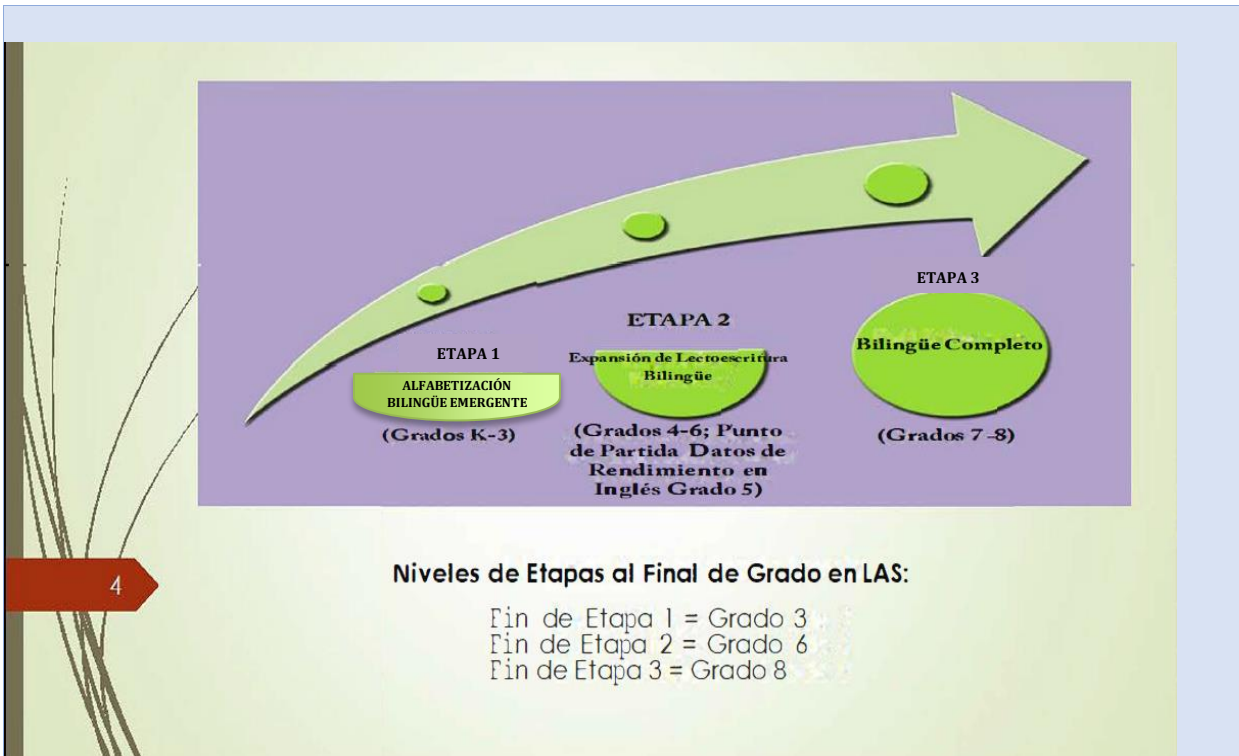 ETAPA 1
ALFABETIZACIÓN
BILINGÜE EMERGENTE
(Grados K-3)
ETAPA 2
Expansión de Lectoescritura
Bilingüe
(Grados 4-6; Punto
de Partida Datos de
Rendimiento en
Inglés Grado 5)
ETAPA 3
Bilingüe Completo
(Grados 7-8)
4
Niveles de Etapas al Final de Grado en LAS:
Fin de Etapa 1 = Grado 3
Fin de Etapa 2 = Grado 6
Fin de Etapa 3 = Grado 8